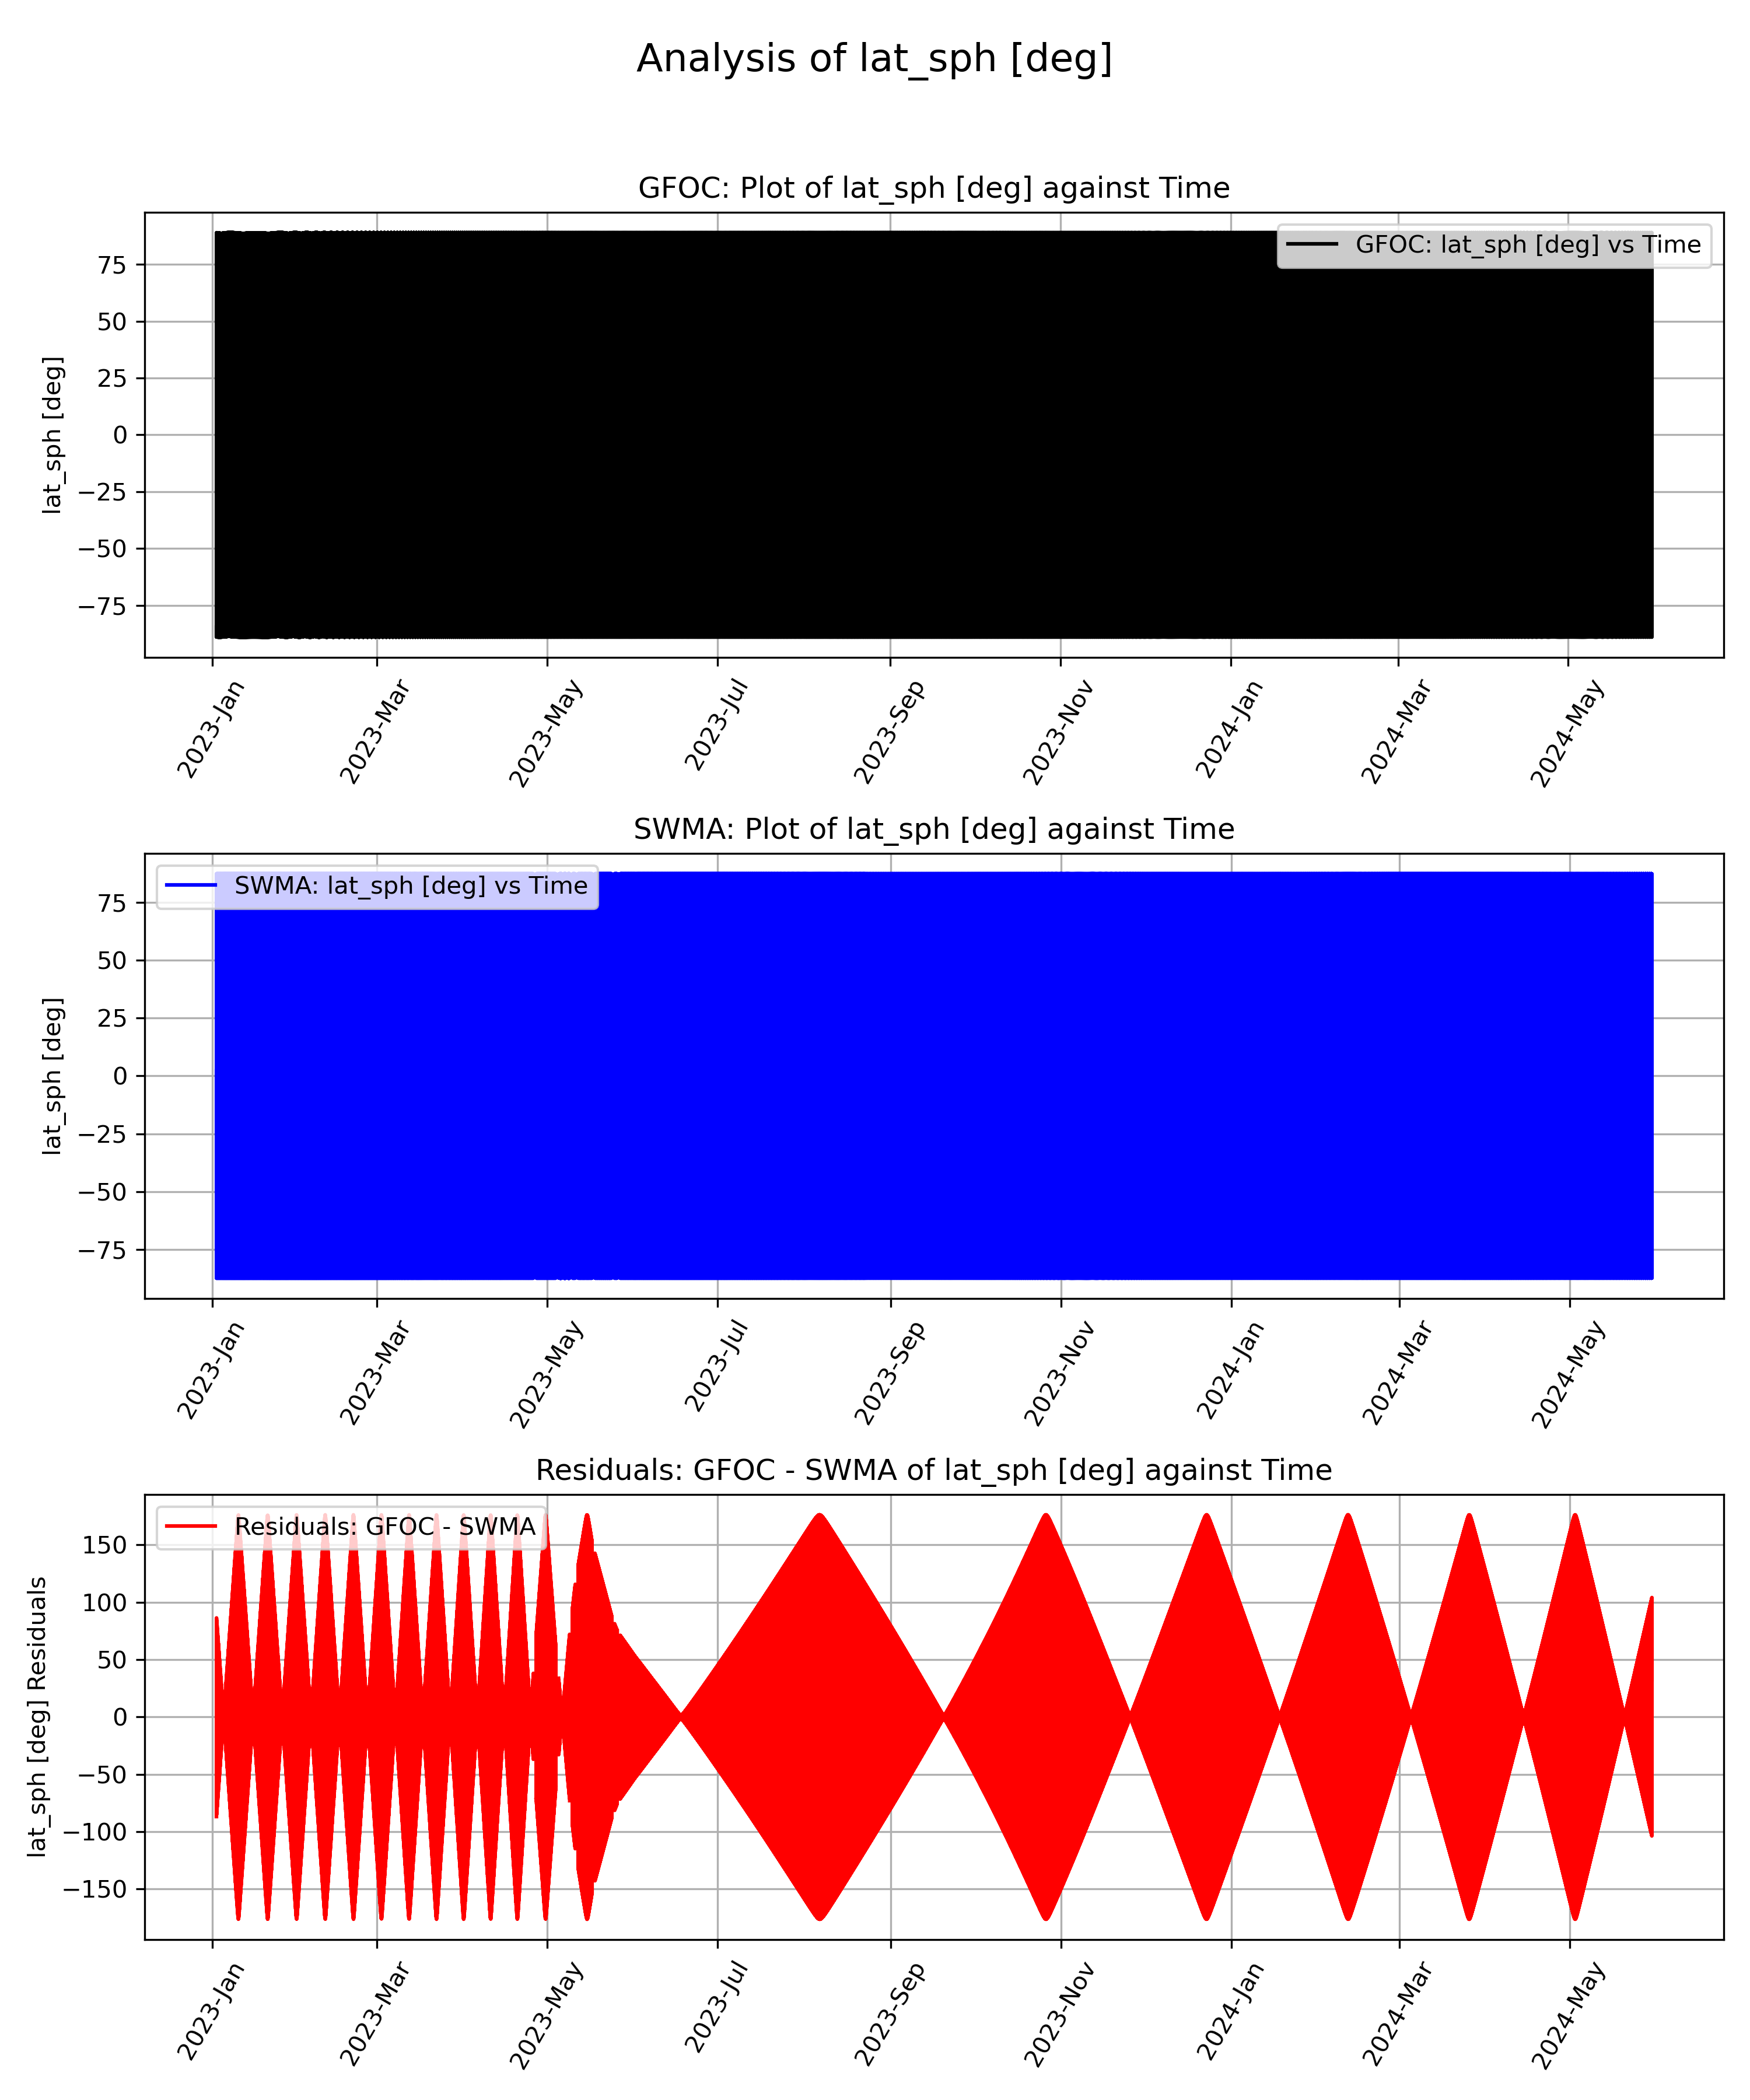 Analysis of lat_sph [deg]
GFOC: Plot of lat_sph [deg] against Time
GFOC: lat_sph [deg] vs Time
lat_sph [deg]
75
50
25
0
−25
−50
−75
2023-Jan
2023-Mar
2023-May
2023-Jul
2023-Sep
2023-Nov
2024-Jan
2024-Mar
2024-May
SWMA: Plot of lat_sph [deg] against Time
SWMA: lat_sph [deg] vs Time
lat_sph [deg]
75
50
25
0
−25
−50
−75
2023-Jan
2023-Mar
2023-May
2023-Jul
2023-Sep
2023-Nov
2024-Jan
2024-Mar
2024-May
Residuals: GFOC - SWMA of lat_sph [deg] against Time
Residuals: GFOC - SWMA
lat_sph [deg] Residuals
150
100
50
0
−50
−100
−150
2023-Jan
2023-Mar
2023-May
2023-Jul
2023-Sep
2023-Nov
2024-Jan
2024-Mar
2024-May